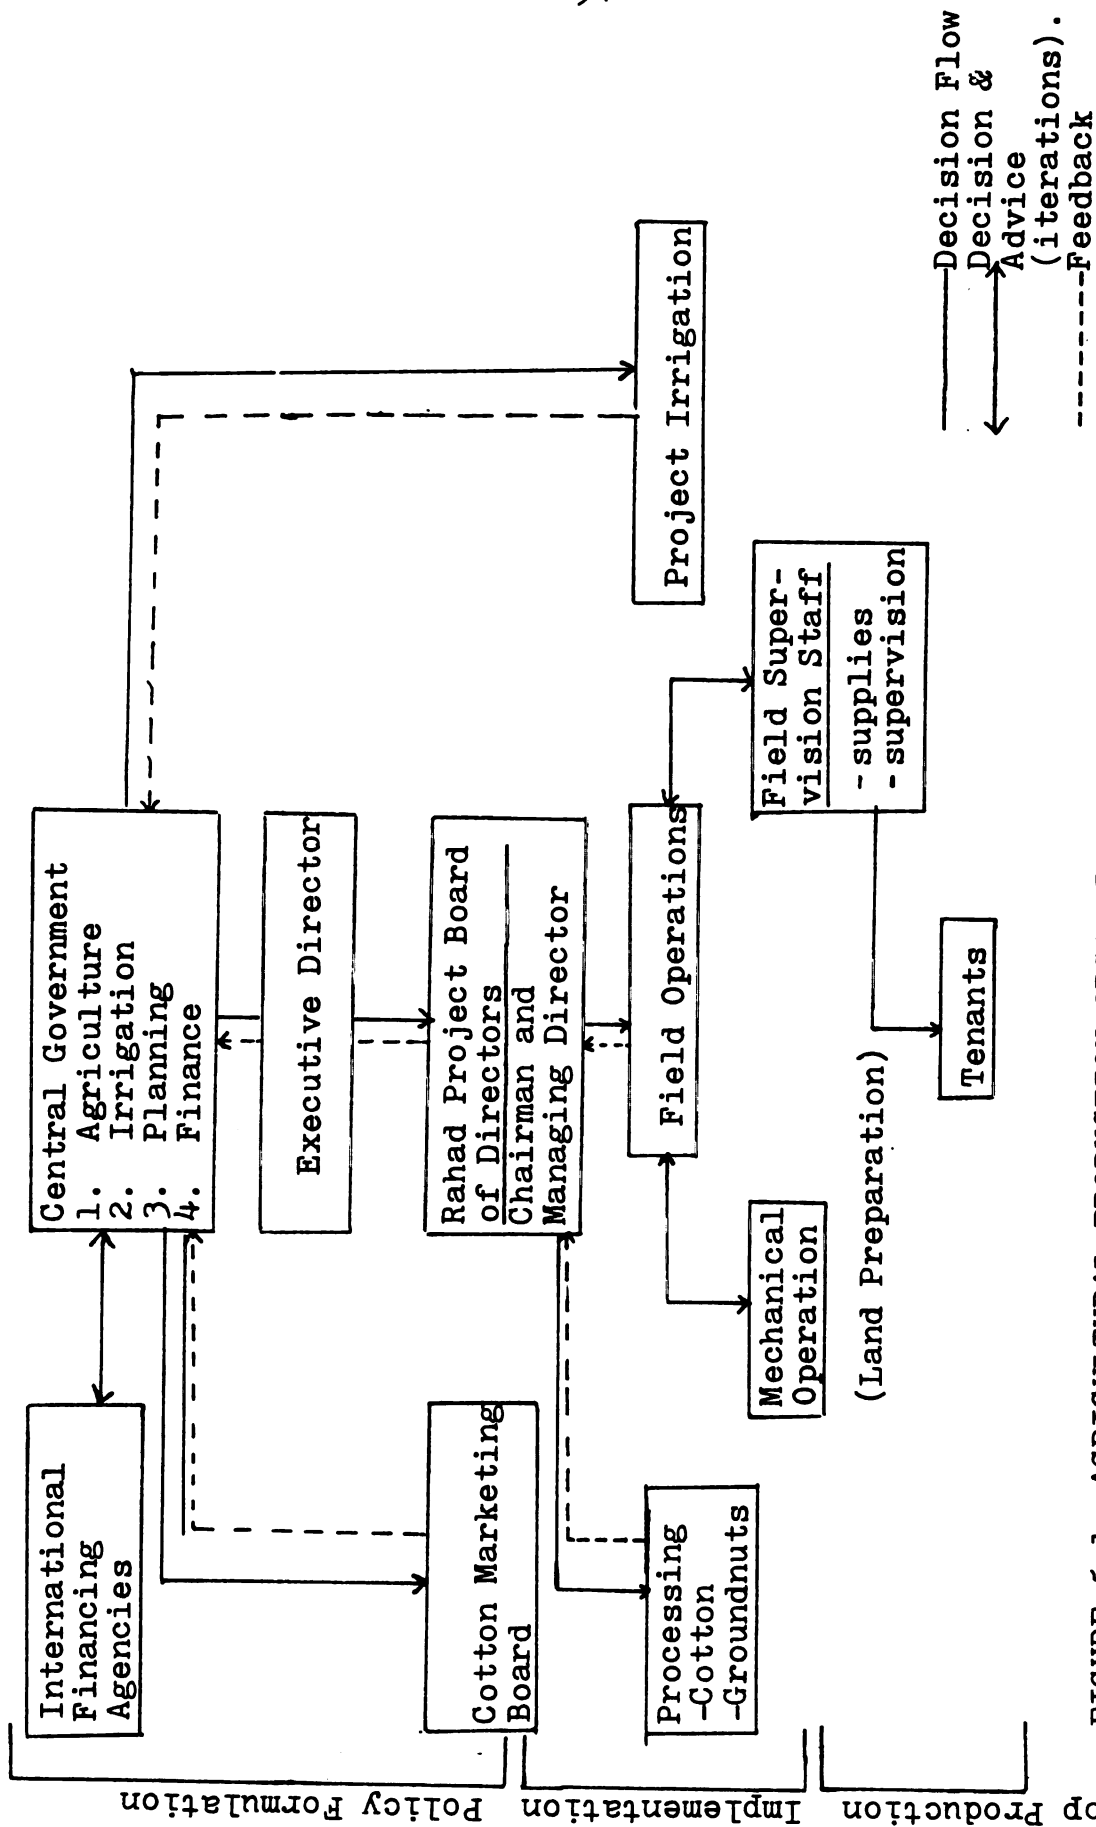 International
Financing
Agencies
Central Government
1. Agriculture
2. Irrigation
3. Planning
4. Finance
Executive Director
Cotton Marketing
Board
Rahad Project Board
of Directors
Chairman and
Managing Director
Processing
-Cotton
-Groundnuts
Field Operations
Project Irrigation
Mechanical
Operation
(Land Preparation)
Field Super-
vision Staff
-supplies
-supervision
Tenants
Policy Formulation
Implementation
Production
Decision Flow
Decision &
Advice
(iterations).
Feedback